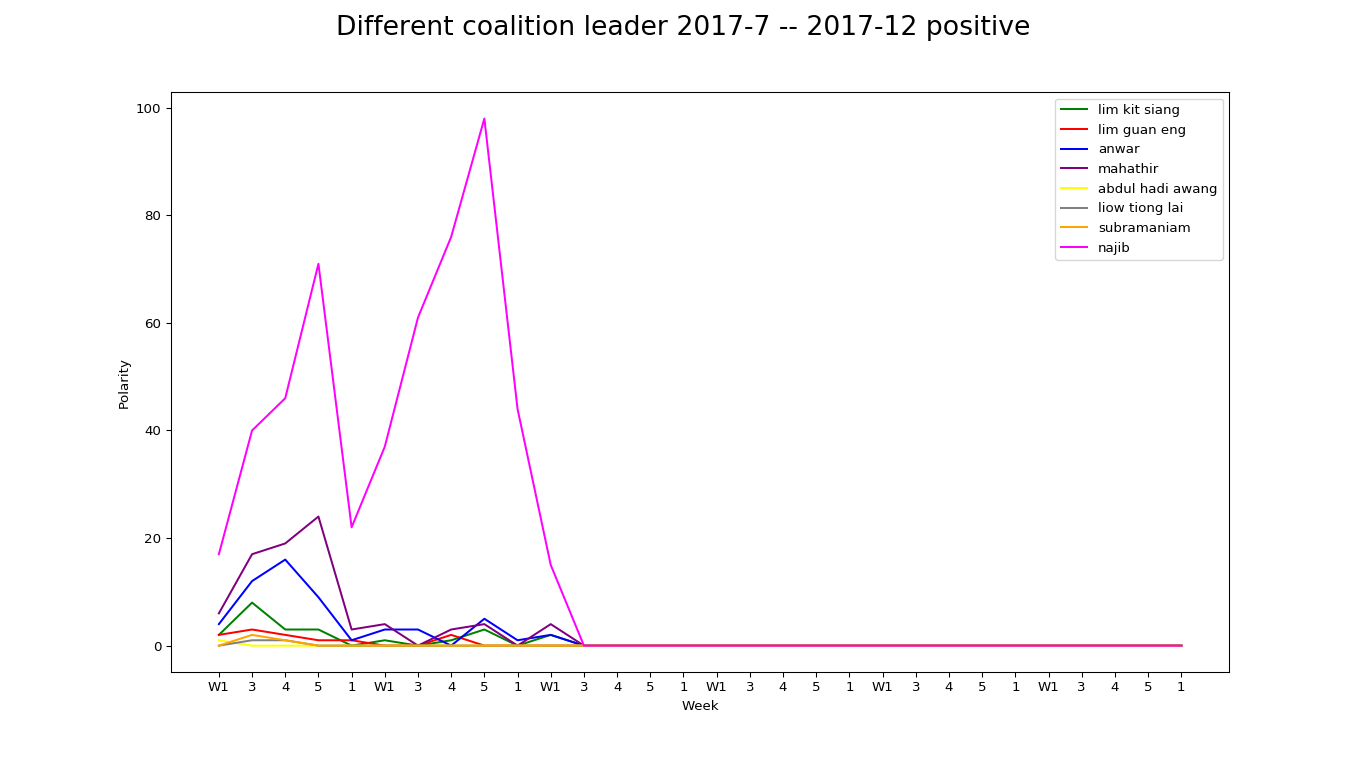 Different coalition leader 2017-7 -- 2017-12 positive
100
80
60
40
20
0
Polarity
lim kit siang
lim guan eng
anwar
mahathir
abdul hadi awang
liow tiong lai
subramaniam
najib
W1 3 4 5 1 W1 3 4 5 1 W1 3 4 5 1 W1 3 4 5 1 W1 3 4 5 1 W1 3 4 5 1
Week